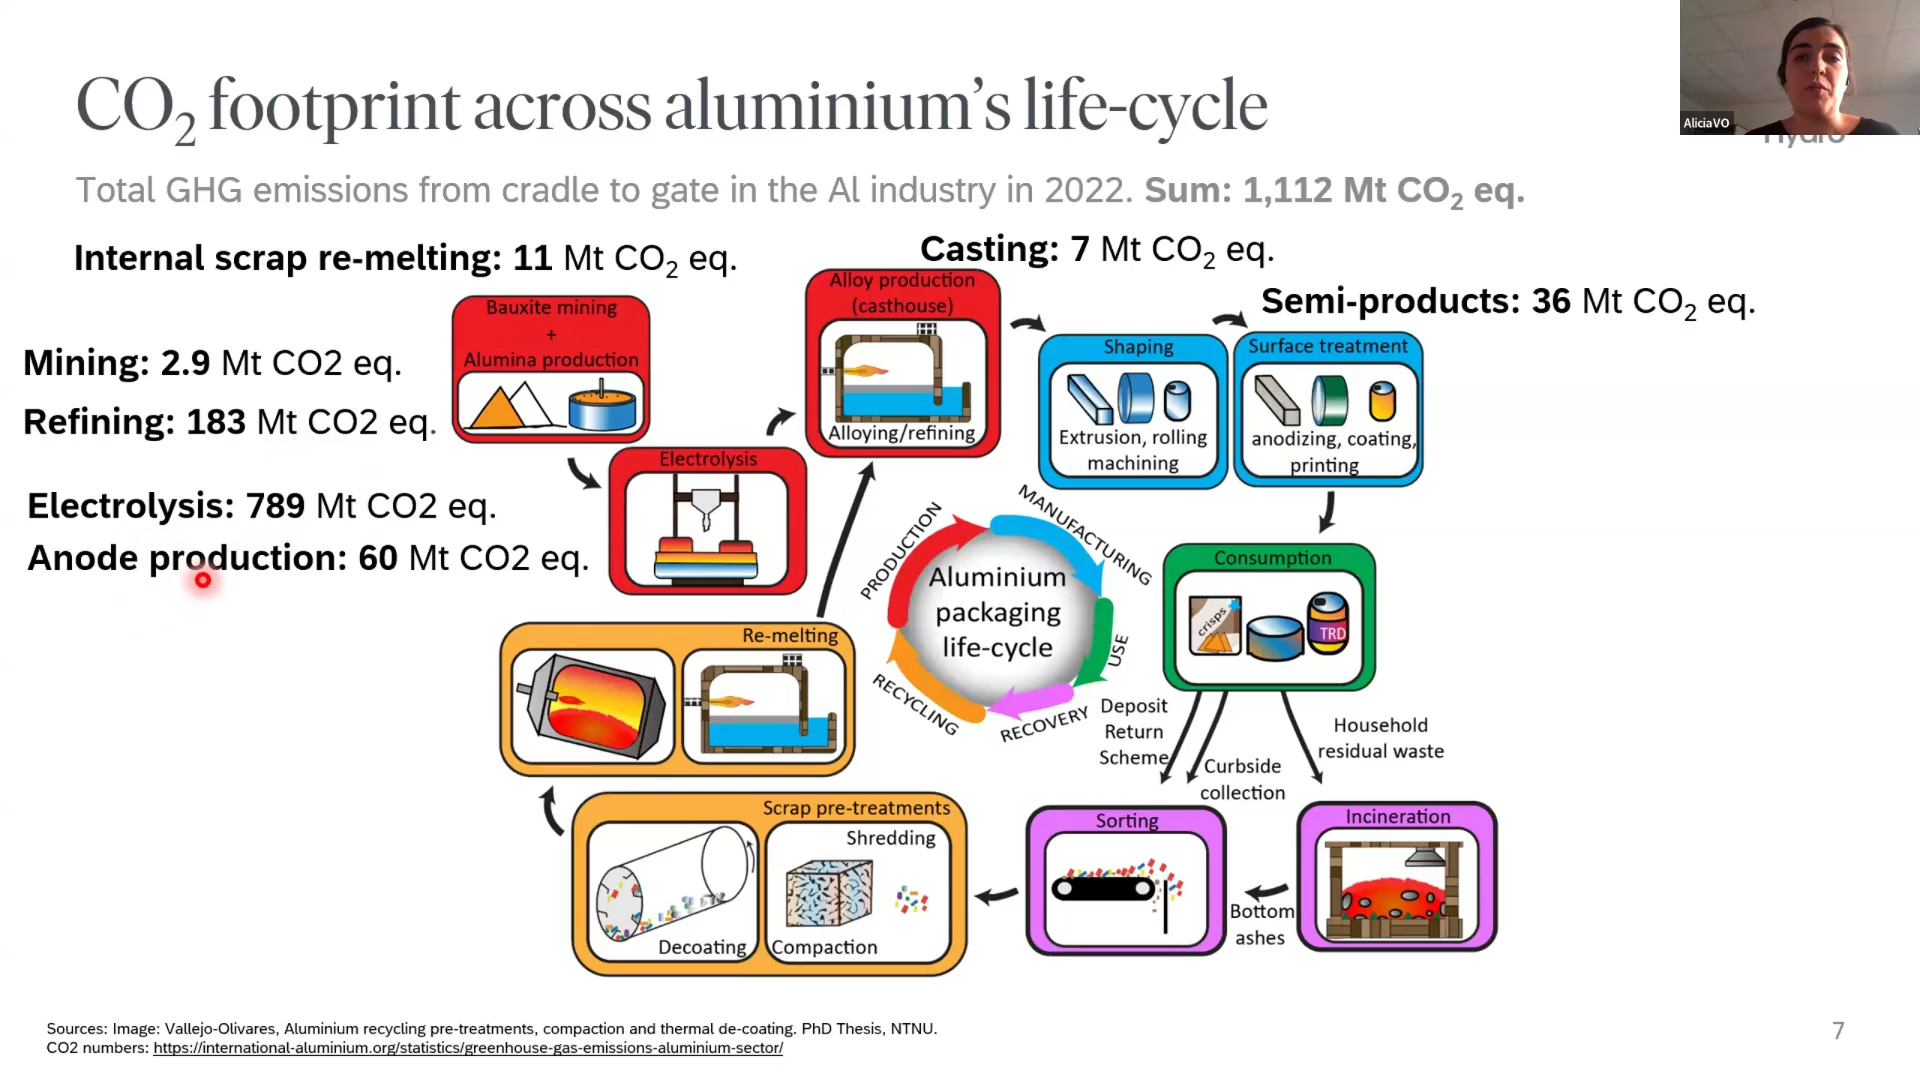 CO2 footprint across aluminium's life-cycle
AliciaVO
Hydro
Total GHG emissions from cradle to gate in the Al industry in 2022. Sum: 1,112 Mt CO2 eq.
Internal scrap re-melting: 11 Mt CO2 eq.
Casting: 7 Mt CO2 eq.
Semi-products: 36 Mt CO2 eq.
Mining: 2.9 Mt CO2 eq.
Refining: 183 Mt CO2 eq.
Electrolysis: 789 Mt CO2 eq.
Anode production: 60 Mt CO2 eq.
Bauxite mining
+
Alumina production
Electrolysis
Alloy production
(casthouse)
Alloying/refining
Shaping
Extrusion, rolling
machining
Surface treatment
anodizing, coating,
printing
Consumption
crisps
TRD
PRODUCTION
MANUFACTURING
USE
RECOVERY
RECYCLING
Aluminium
packaging
life-cycle
Deposit
Return
Scheme
Curbside
collection
Household
residual waste
Re-melting
Scrap pre-treatments
Shredding
Decoating
Compaction
Sorting
Bottom
ashes
Incineration
Sources: Image: Vallejo-Olivares, Aluminium recycling pre-treatments, compaction and thermal de-coating. PhD Thesis, NTNU.
CO2 numbers: https://international-aluminium.org/statistics/greenhouse-gas-emissions-aluminium-sector/
7